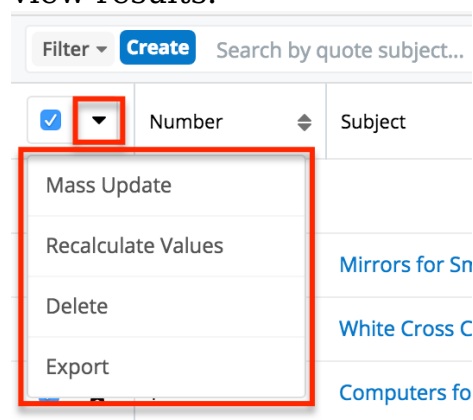 view results.
Filter Create Search by quote subject...
Number Subject
Mass Update
Recalculate Values
Mirrors for Sm
Delete
White Cross C
Export
Computers fo